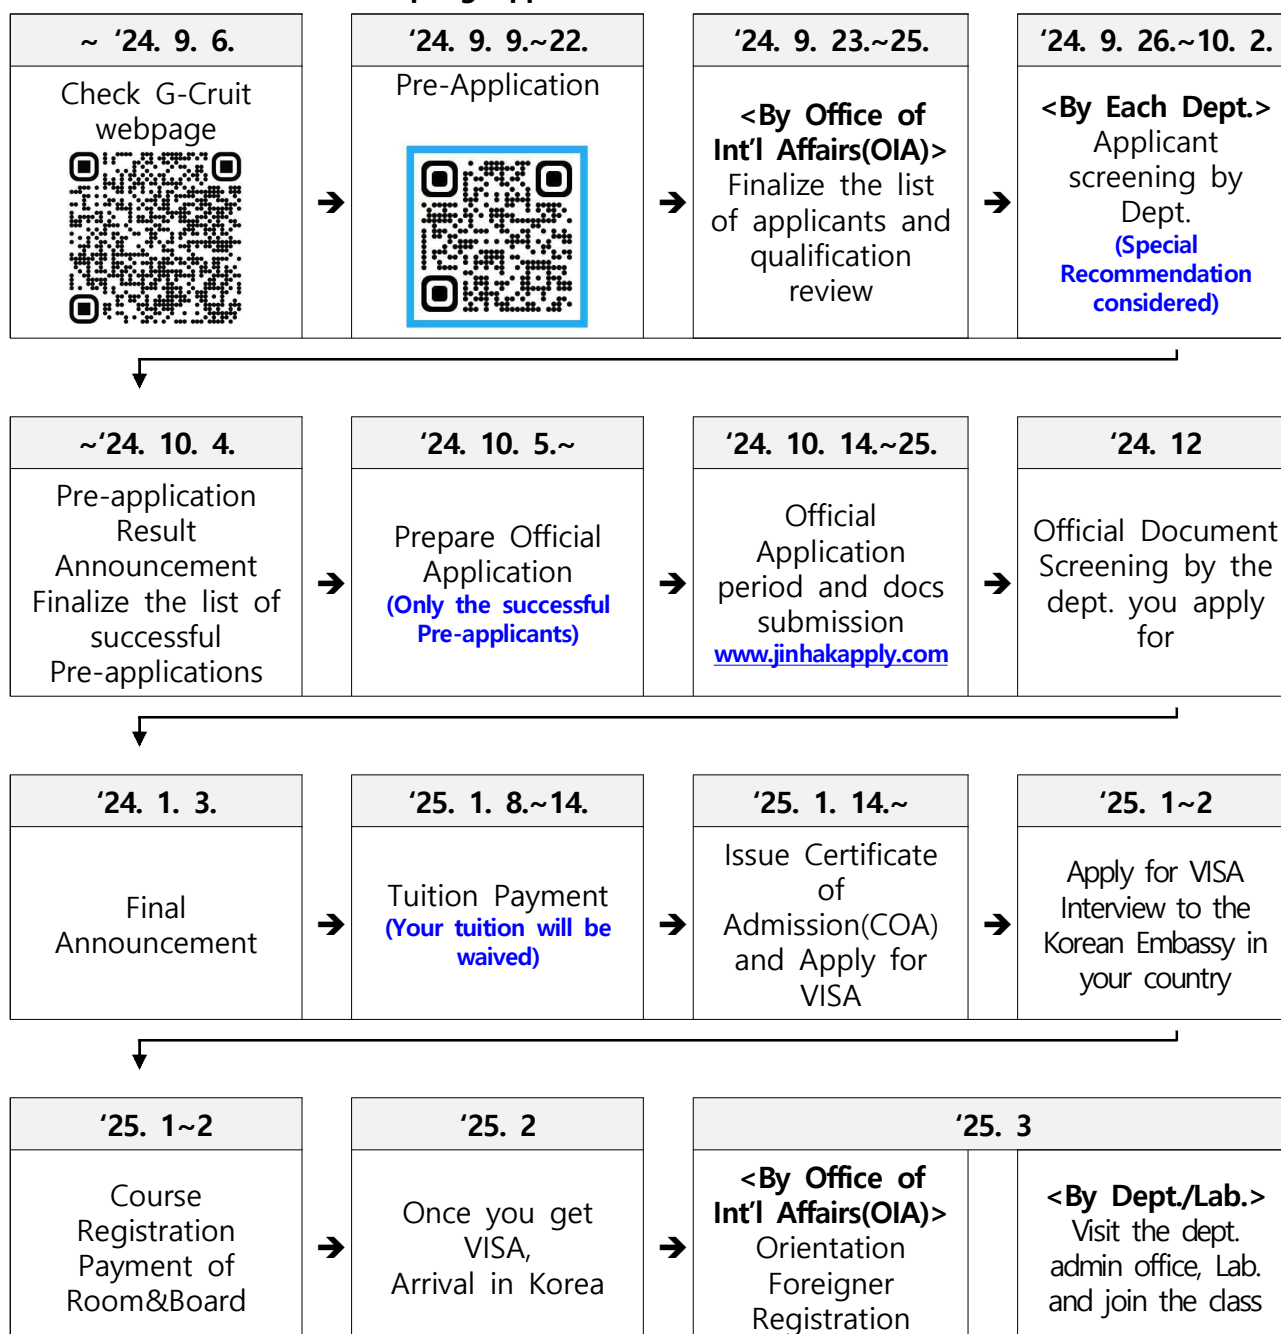 ~ ‘24. 9. 6.
Check G-Cruit
webpage
‘24. 9. 9.~22.
Pre-Application
‘24. 9. 23.~25.
<By Office of
Int’l Affairs(OIA)>
Finalize the list
of applicants and
qualification
review
‘24. 9. 26.~10. 2.
<By Each Dept.>
Applicant
screening by
Dept.
(Special
Recommendation
considered)
~‘24. 10. 4.
Pre-application
Result
Announcement
Finalize the list of
successful
Pre-applications
‘24. 10. 5.~
Prepare Official
Application
(Only the successful
Pre-applicants)
‘24. 10. 14.~25.
Official
Application
period and docs
submission
www.jinhakapply.com
‘24. 12
Official Document
Screening by the
dept. you apply
for
‘24. 1. 3.
Final
Announcement
‘25. 1. 8.~14.
Tuition Payment
(Your tuition will be
waived)
‘25. 1. 14.~
Issue Certificate
of
Admission(COA)
and Apply for
VISA
‘25. 1~2
Apply for VISA
Interview to the
Korean Embassy in
your country
‘25. 1~2
Course
Registration
Payment of
Room&Board
‘25. 2
Once you get
VISA,
Arrival in Korea
‘25. 3
<By Office of
Int’l Affairs(OIA)>
Orientation
Foreigner
Registration
<By Dept./Lab.>
Visit the dept.
admin office, Lab.
and join the class